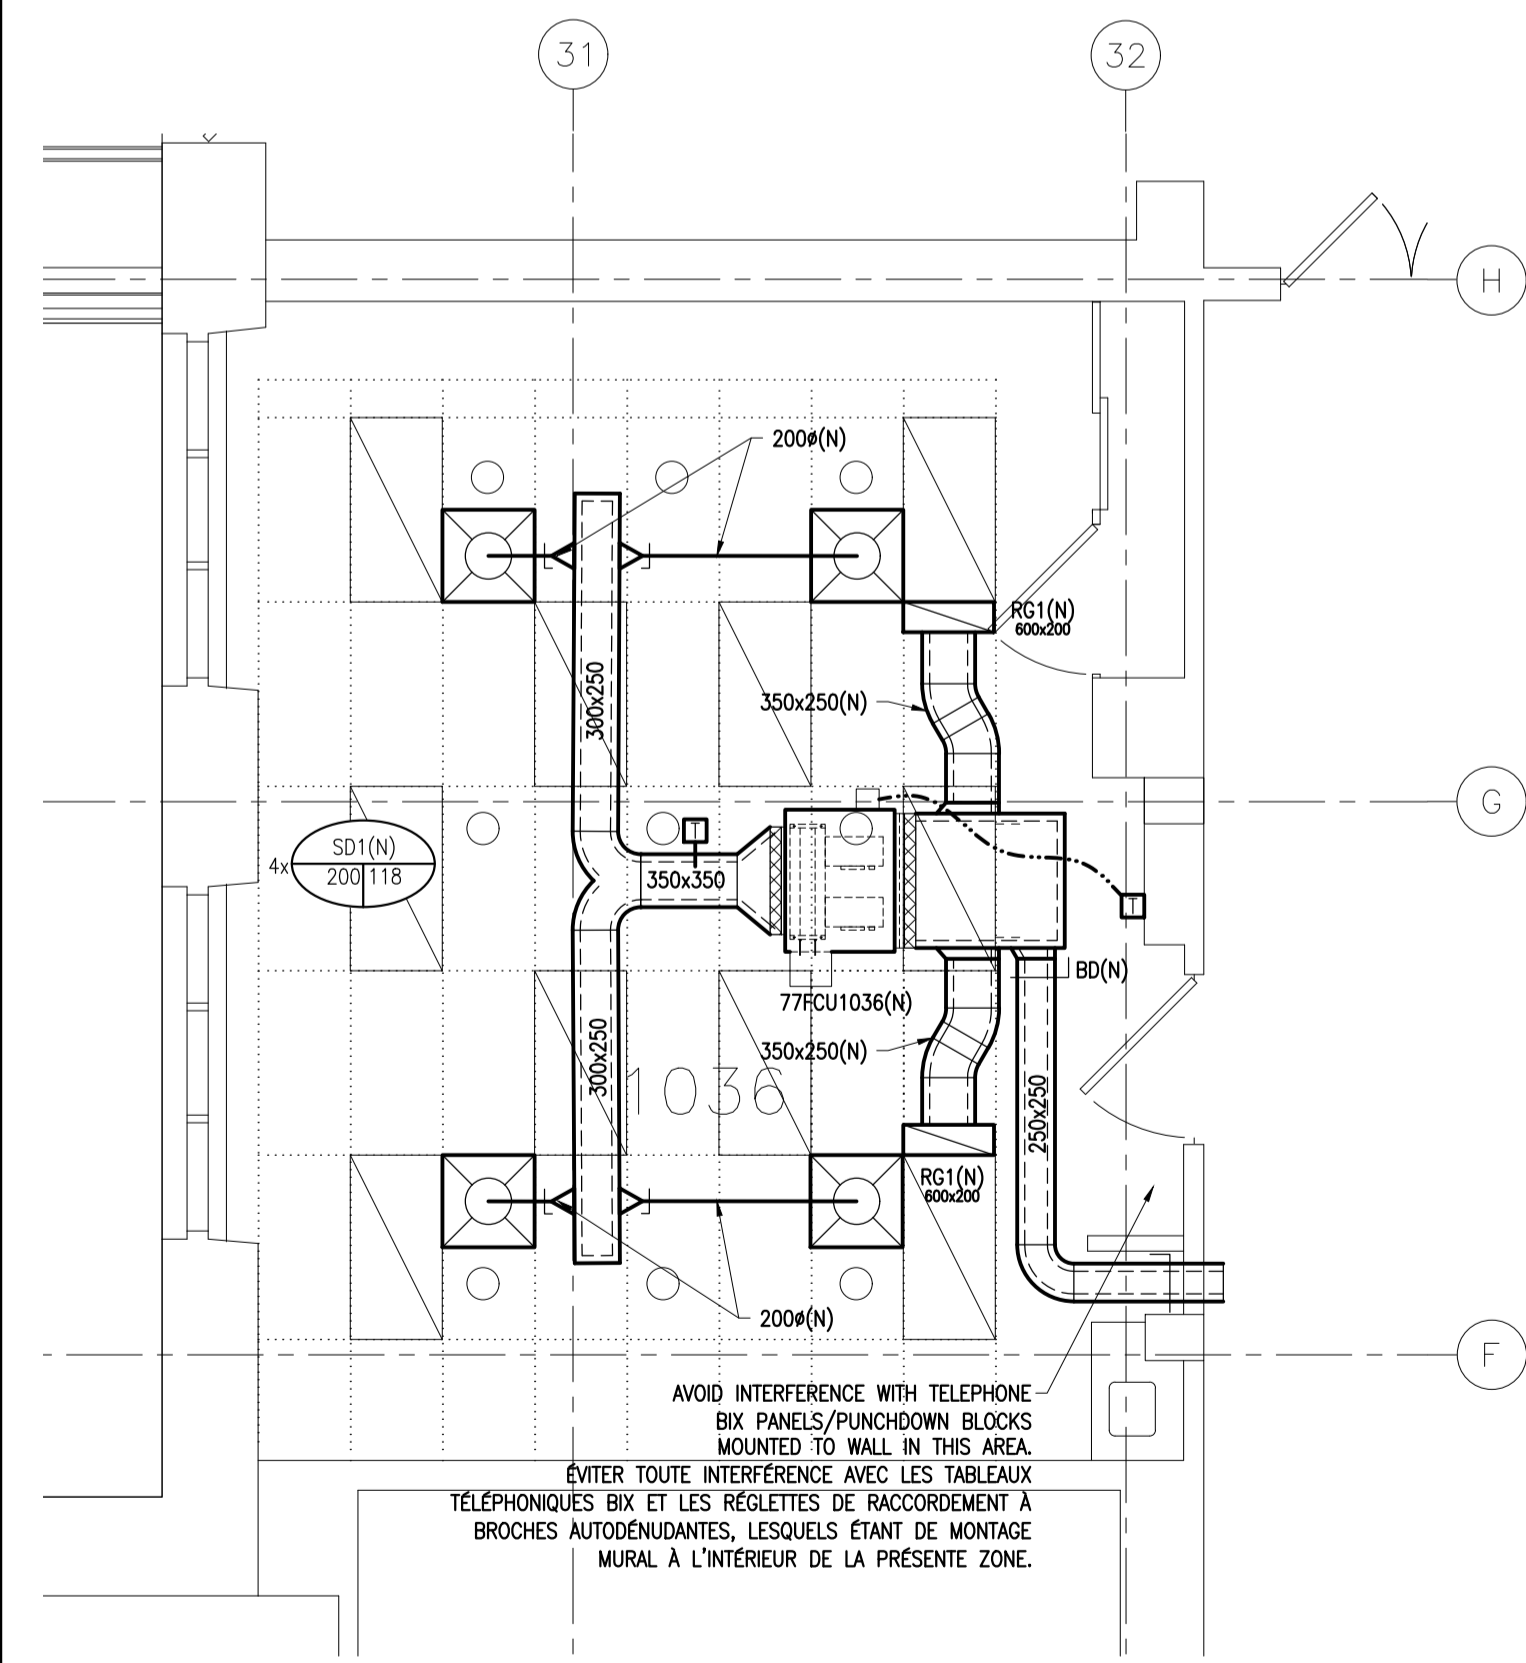 31
32
H
200ø(N)
RG1(N)
600x200
300x250
350x250(N)
G
SD1(N)
4x
200 118
T
350x350
T
BD(N)
77FCU1036(N)
350x250(N)
300x250
1036
250x250
RG1(N)
600x200
200ø(N)
F
AVOID INTERFERENCE WITH TELEPHONE
BIX PANELS/PUNCHDOWN BLOCKS
MOUNTED TO WALL IN THIS AREA.
ÉVITER TOUTE INTERFÉRENCE AVEC LES TABLEAUX
TÉLÉPHONIQUES BIX ET LES RÉGLETTES DE RACCORDEMENT À
BROCHES AUTODÉNUDANTES, LESQUELS ÉTANT DE MONTAGE
MURAL À L'INTÉRIEUR DE LA PRÉSENTE ZONE.